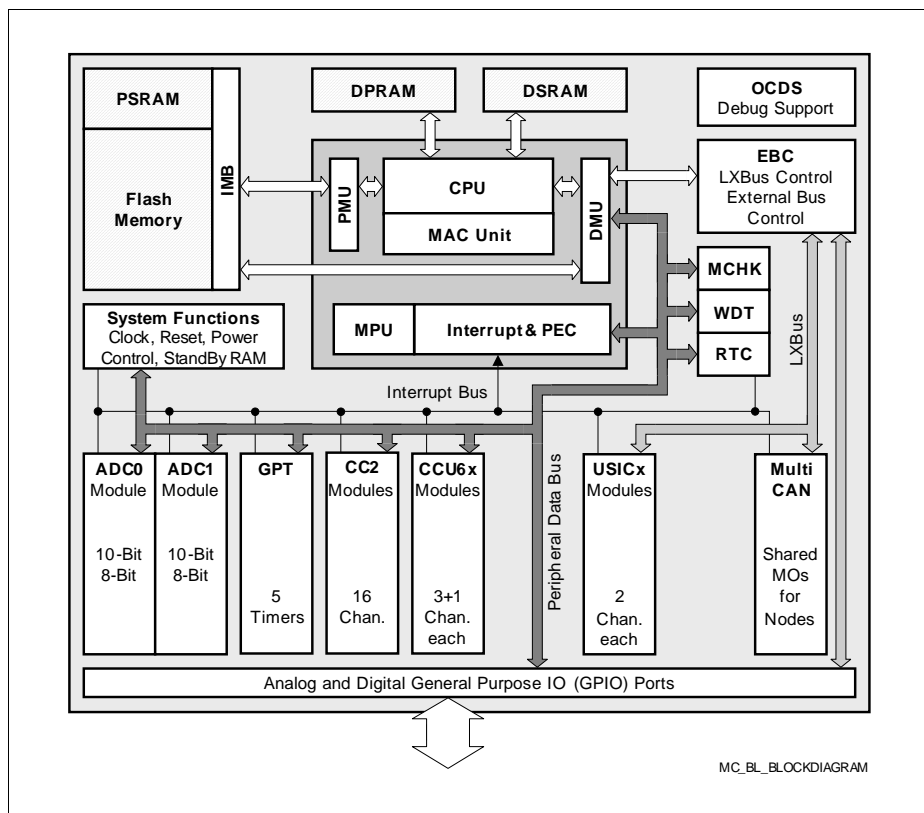 PSRAM
Flash
Memory
IMB
DPRAM
DSRAM
OCDS
Debug Support
PMU
CPU
MAC Unit
DMU
EBC
LXBus Control
External Bus
Control
MCHK
WDT
RTC
LXBus
MPU
Interrupt & PEC
System Functions
Clock, Reset, Power
Control, StandBy RAM
Interrupt Bus
Peripheral Data Bus
ADC0
Module
10-Bit
8-Bit
ADC1
Module
10-Bit
8-Bit
GPT
5
Timers
CC2
Modules
16
Chan.
CCU6x
Modules
3+1
Chan.
each
USICx
Modules
2
Chan.
each
Multi
CAN
Shared
MOs
for
Nodes
Analog and Digital General Purpose IO (GPIO) Ports
MC_BL_BLOCKDIAGRAM